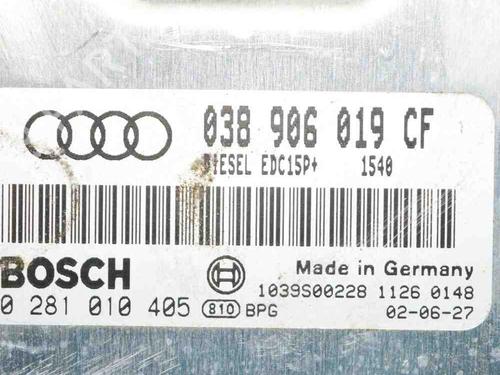 038 906 019 CF
DIESEL EDC15P+ 1540
BOSCH
Made in Germany
0 281 010 405 810 BPG
1039S00228 1126 0148
02-06-27